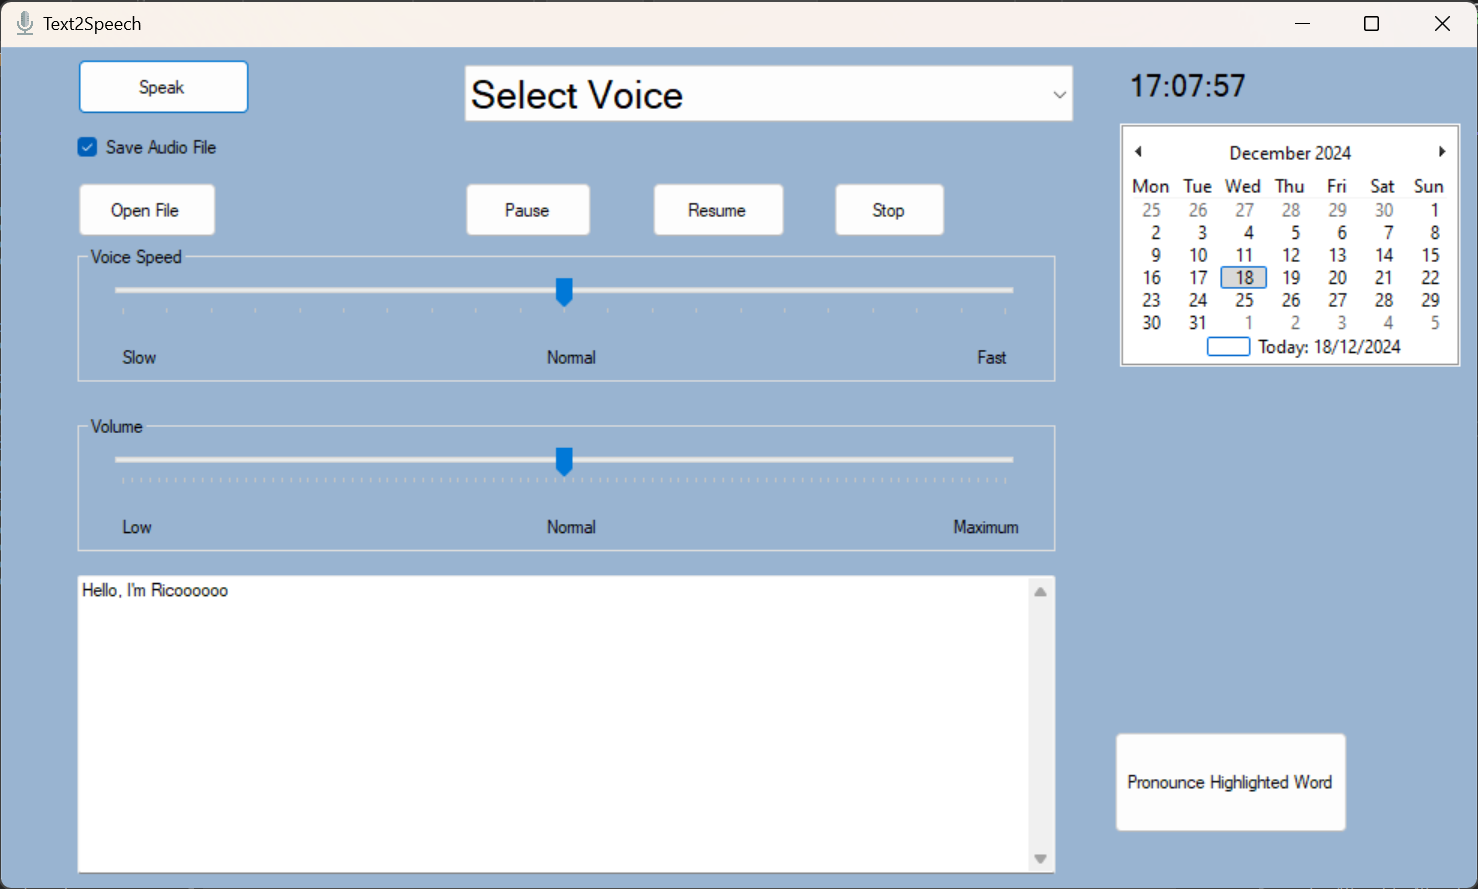 Text2Speech
Speak
Select Voice
17:07:57
Save Audio File
Open File
Pause
Resume
Stop
December 2024
Mon Tue Wed Thu Fri Sat Sun
25 26 27 28 29 30 1
2 3 4 5 6 7 8
9 10 11 12 13 14 15
16 17 18 19 20 21 22
23 24 25 26 27 28 29
30 31 1 2 3 4 5
Today: 18/12/2024
Voice Speed
Slow Normal Fast
Volume
Low Normal Maximum
Hello, I'm Ricoooooo
Pronounce Highlighted Word